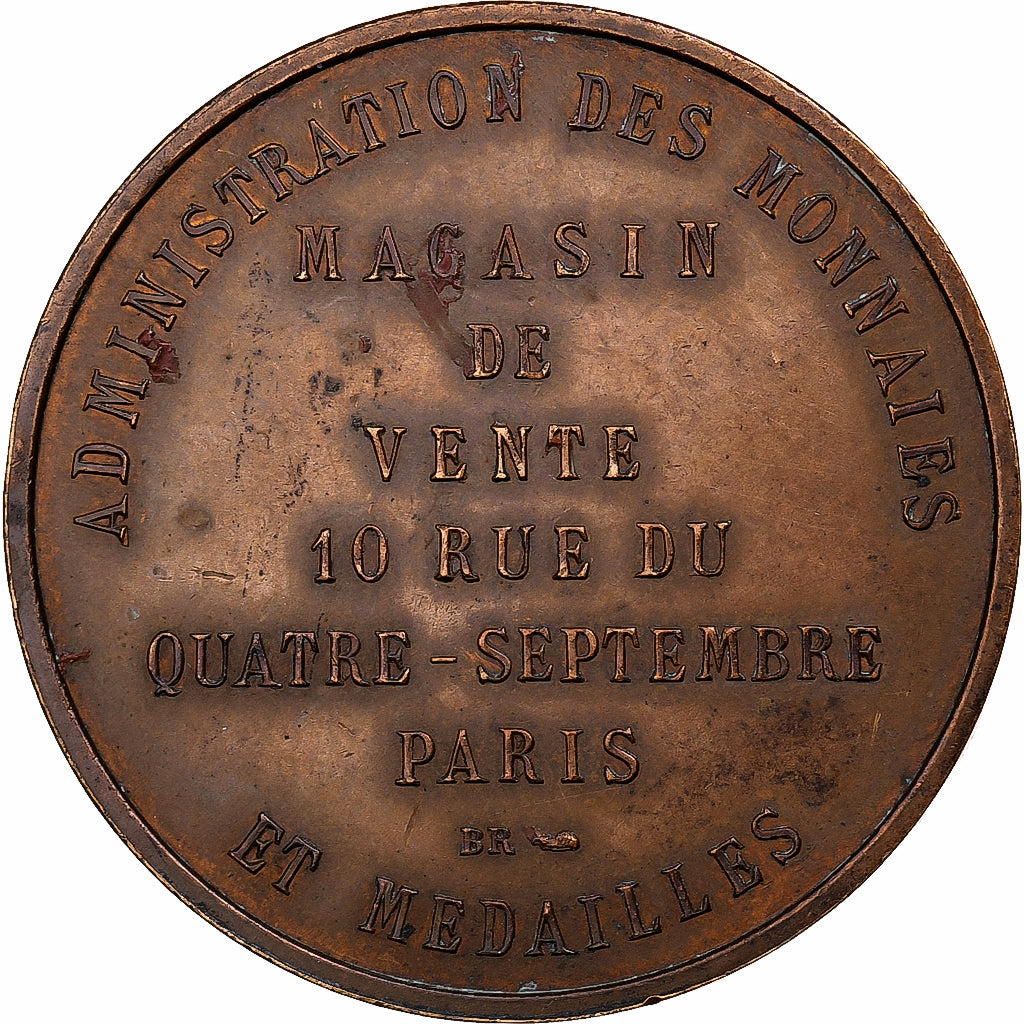 ADMINISTRATION DES MONNAIES
MAGASIN
DE
VENTE
10 RUE DU
QUATRE - SEPTEMBRE
PARIS
BR
ET MEDAILLES